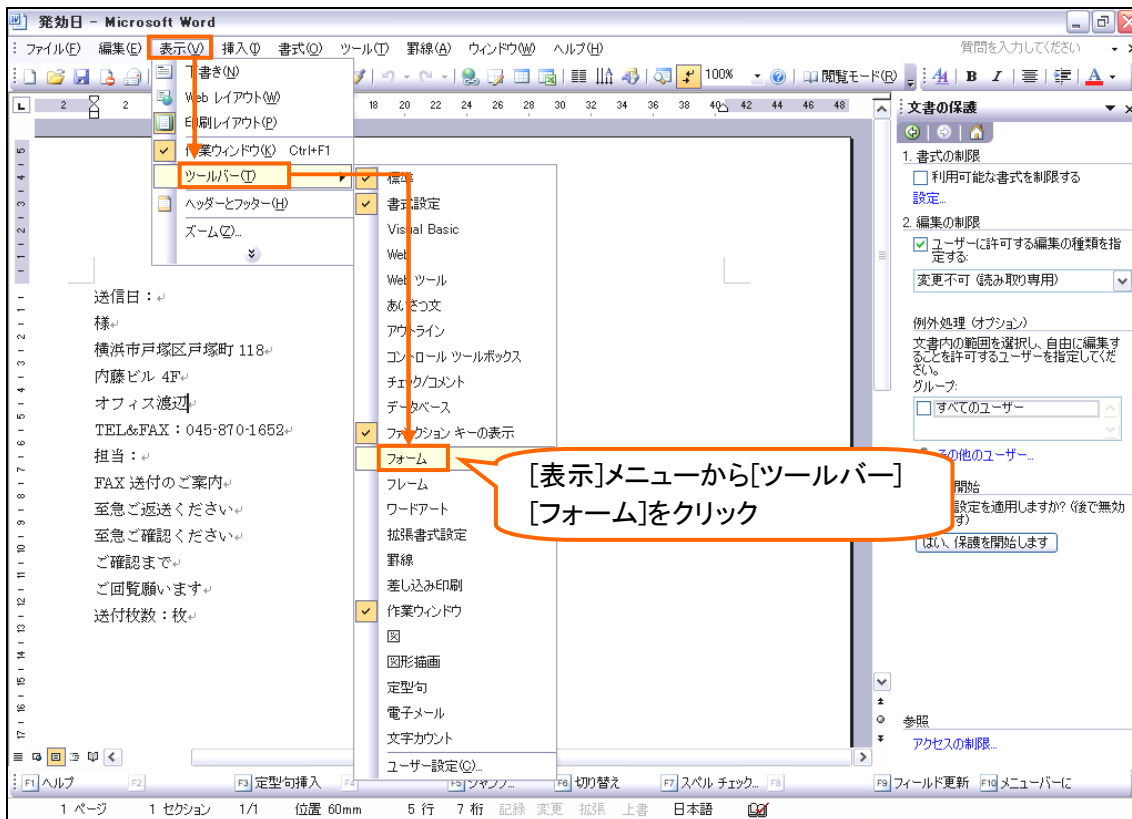 発効日 - Microsoft Word
ファイル(F) 編集(E) 表示(V) 挿入(I) 書式(O) ツール(T) 罫線(A) ウィンドウ(W) ヘルプ(H) 質問を入力してください
100% 閲覧モード(R)
下書き(N)
Web レイアウト(W)
印刷レイアウト(P)
作業ウィンドウ(K) Ctrl+F1
ツールバー(T)
ヘッダーとフッター(H)
ズーム(Z)...
標準
書式設定
Visual Basic
Web
Web ツール
あいさつ文
アウトライン
コントロール ツールボックス
チェック/コメント
データベース
ファンクション キーの表示
フォーム
フレーム
ワードアート
拡張書式設定
罫線
差し込み印刷
作業ウィンドウ
図
図形描画
定型句
電子メール
文字カウント
ユーザー設定(C)...
送信日：
様
横浜市戸塚区戸塚町 118
内藤ビル 4F
オフィス渡辺
TEL&FAX：045-870-1652
担当：
FAX 送付のご案内
至急ご返送ください
至急ご確認ください
ご確認まで
ご回覧願います
送付枚数：枚
[表示]メニューから[ツールバー]
[フォーム]をクリック
文書の保護
1. 書式の制限
利用可能な書式を制限する
設定...
2. 編集の制限
ユーザーに許可する編集の種類を指
定する:
変更不可 (読み取り専用)
例外処理 (オプション)
文書内の範囲を選択し、自由に編集す
ることを許可するユーザーを指定してくだ
さい。
グループ:
すべてのユーザー
その他のユーザー...
開始
設定を適用しますか? (後で無効
す)
はい、保護を開始します
参照
アクセスの制限...
F1 ヘルプ F2 F3 定型句挿入 F4 F5 ジャンプ... F6 切り替え F7 スペル チェック... F8 F9 フィールド更新 F10 メニューバーに
1 ページ 1 セクション 1/1 位置 60mm 5 行 7 桁 記録 変更 拡張 上書 日本語